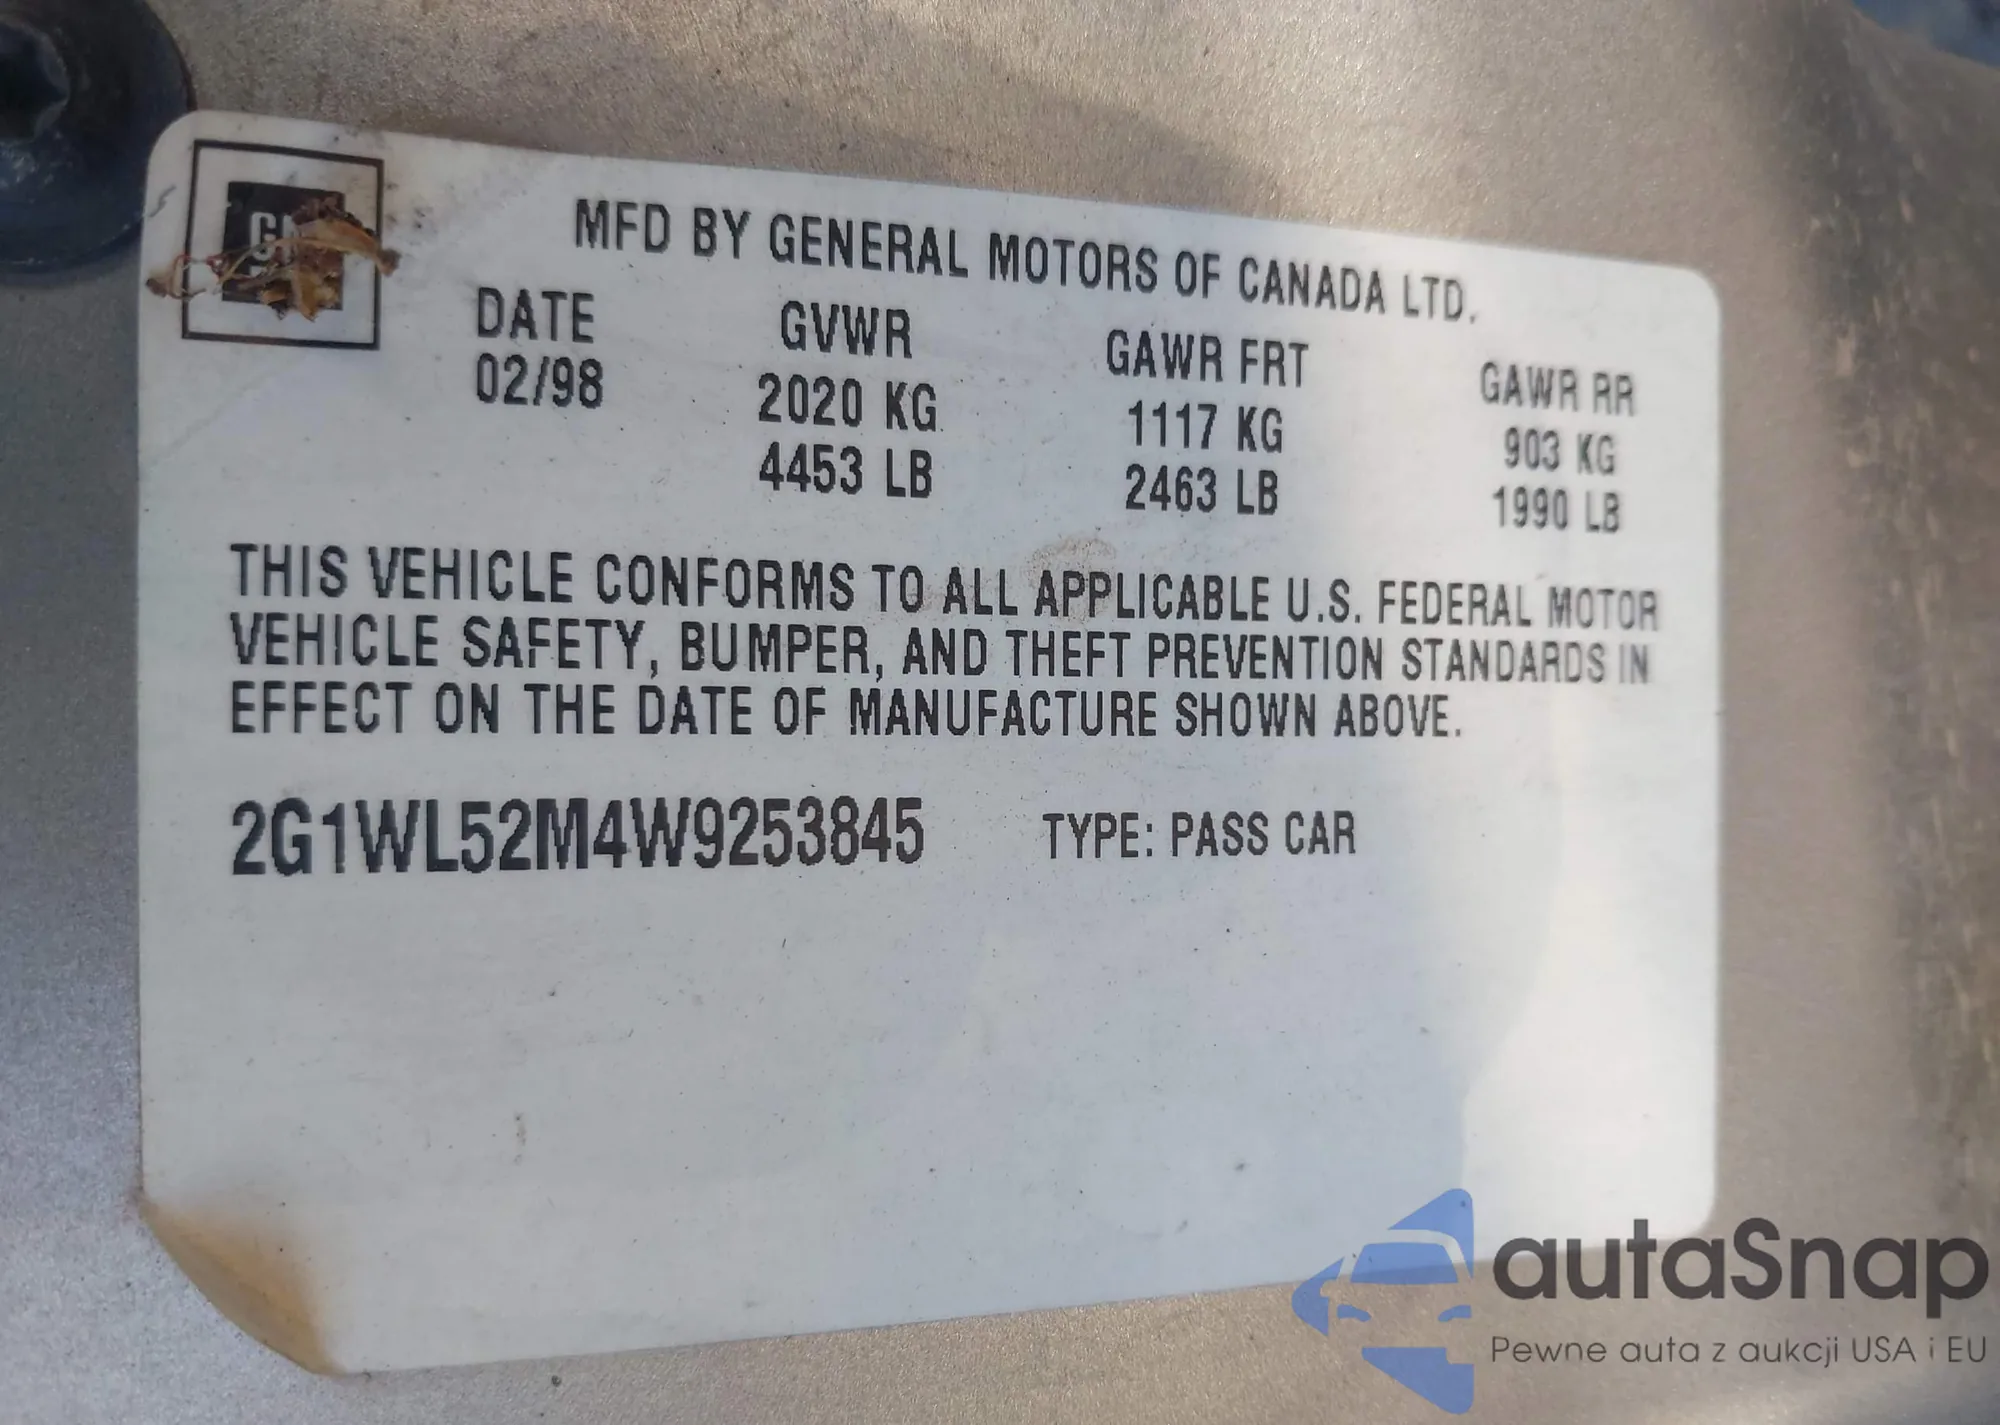 MFD BY GENERAL MOTORS OF CANADA LTD.
DATE GVWR GAWR FRT GAWR RR
02/98 2020 KG 1117 KG 903 KG
4453 LB 2463 LB 1990 LB
THIS VEHICLE CONFORMS TO ALL APPLICABLE U.S. FEDERAL MOTOR
VEHICLE SAFETY, BUMPER, AND THEFT PREVENTION STANDARDS IN
EFFECT ON THE DATE OF MANUFACTURE SHOWN ABOVE.
2G1WL52M4W9253845 TYPE: PASS CAR
autaSnap
Pewne auta z aukcji USA i EU